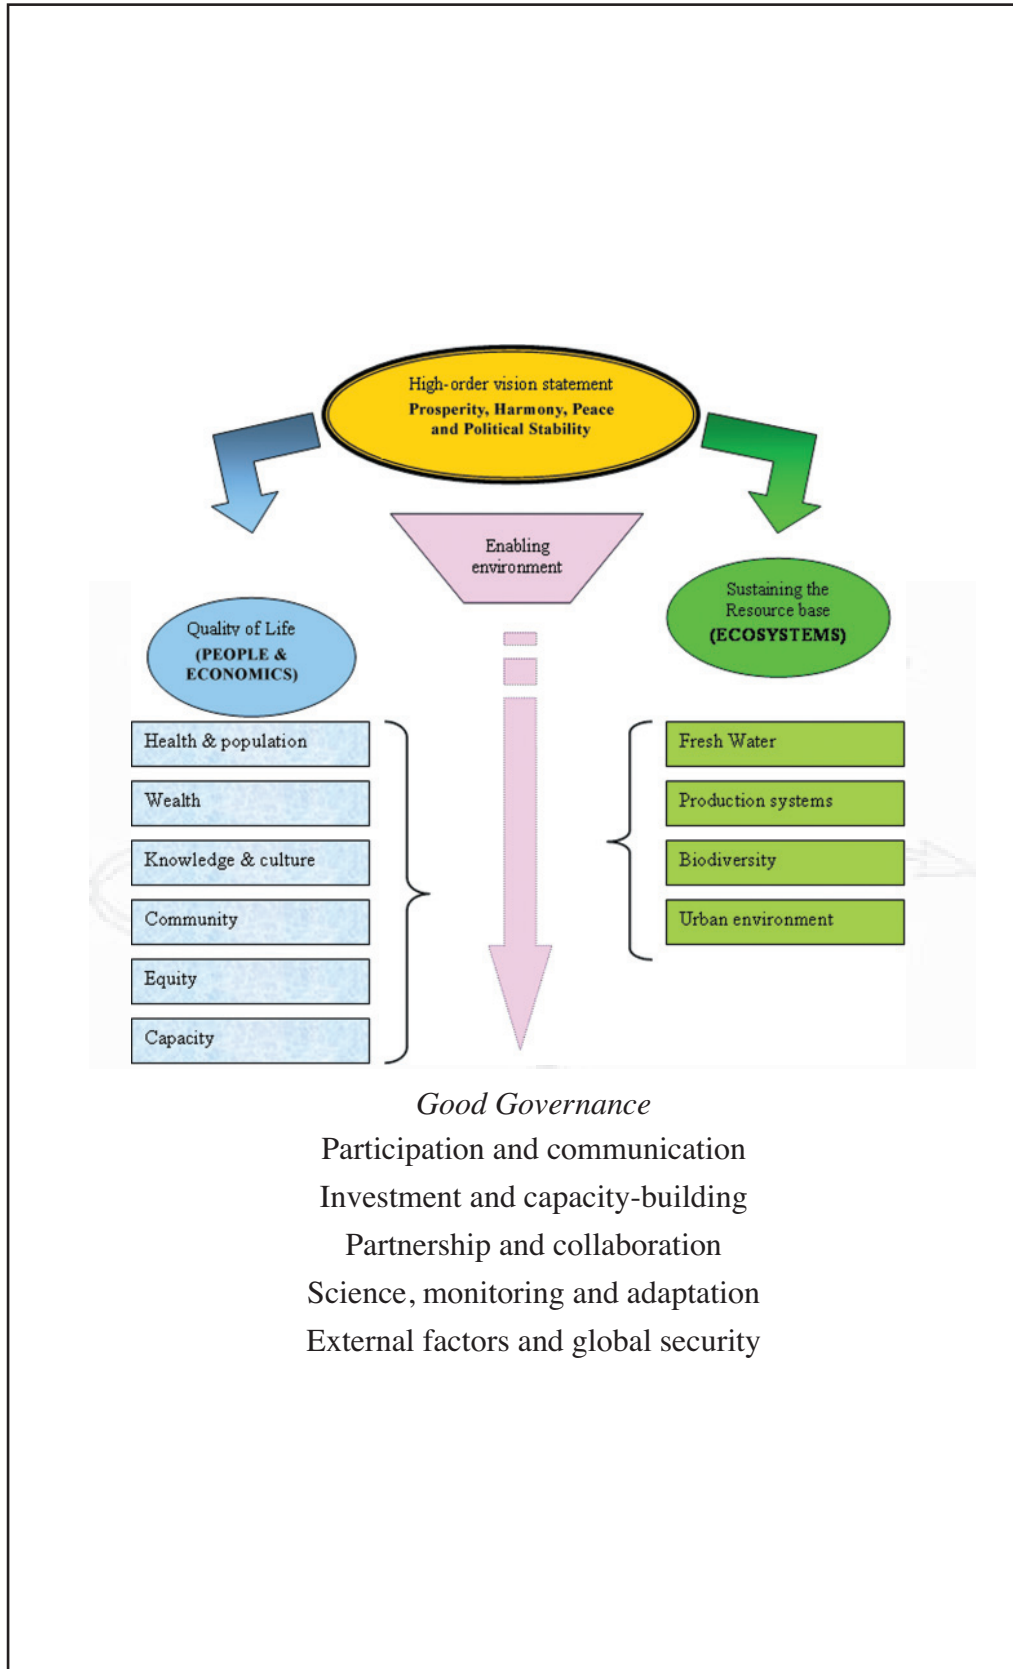 High-order vision statement
Prosperity, Harmony, Peace
and Political Stability
Enabling
environment
Quality of Life
(PEOPLE &
ECONOMICS)
Health & population
Wealth
Knowledge & culture
Community
Equity
Capacity
Sustaining the
Resource base
(ECOSYSTEMS)
Fresh Water
Production systems
Biodiversity
Urban environment
Good Governance
Participation and communication
Investment and capacity-building
Partnership and collaboration
Science, monitoring and adaptation
External factors and global security